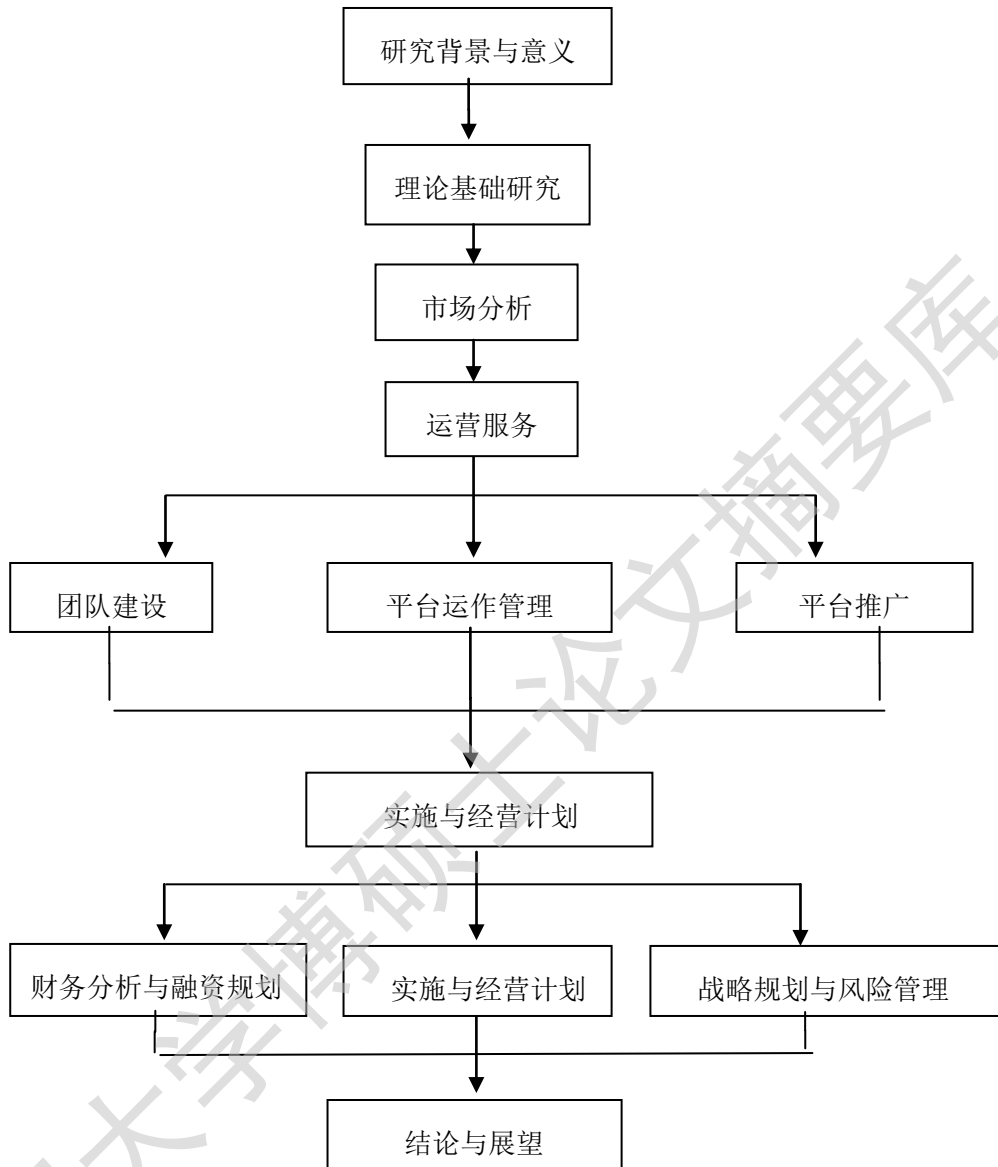 研究背景与意义
理论基础研究
市场分析
运营服务
团队建设
平台运作管理
平台推广
实施与经营计划
财务分析与融资规划
实施与经营计划
战略规划与风险管理
结论与展望
大学博硕士论文摘要库